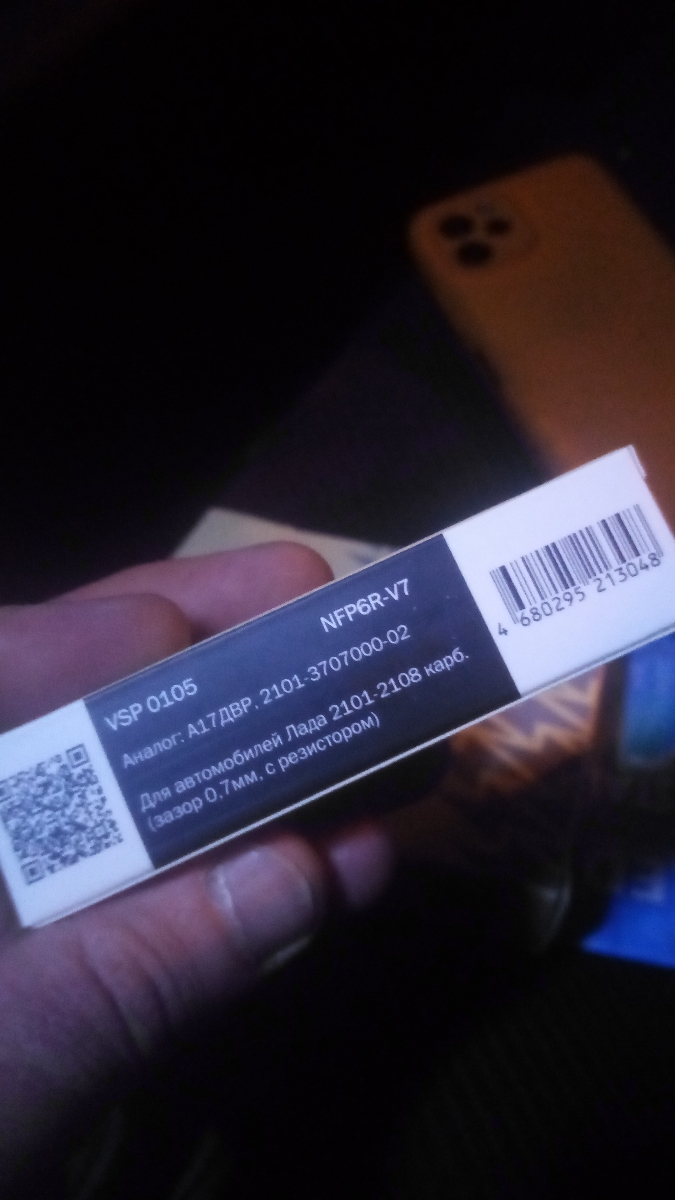 VSP 0105 NFP6R-V7
Аналог: А17ДВР, 2101-3707000-02
Для автомобилей Лада 2101-2108 карб.
(зазор 0,7мм, с резистором)
4 680295 213048